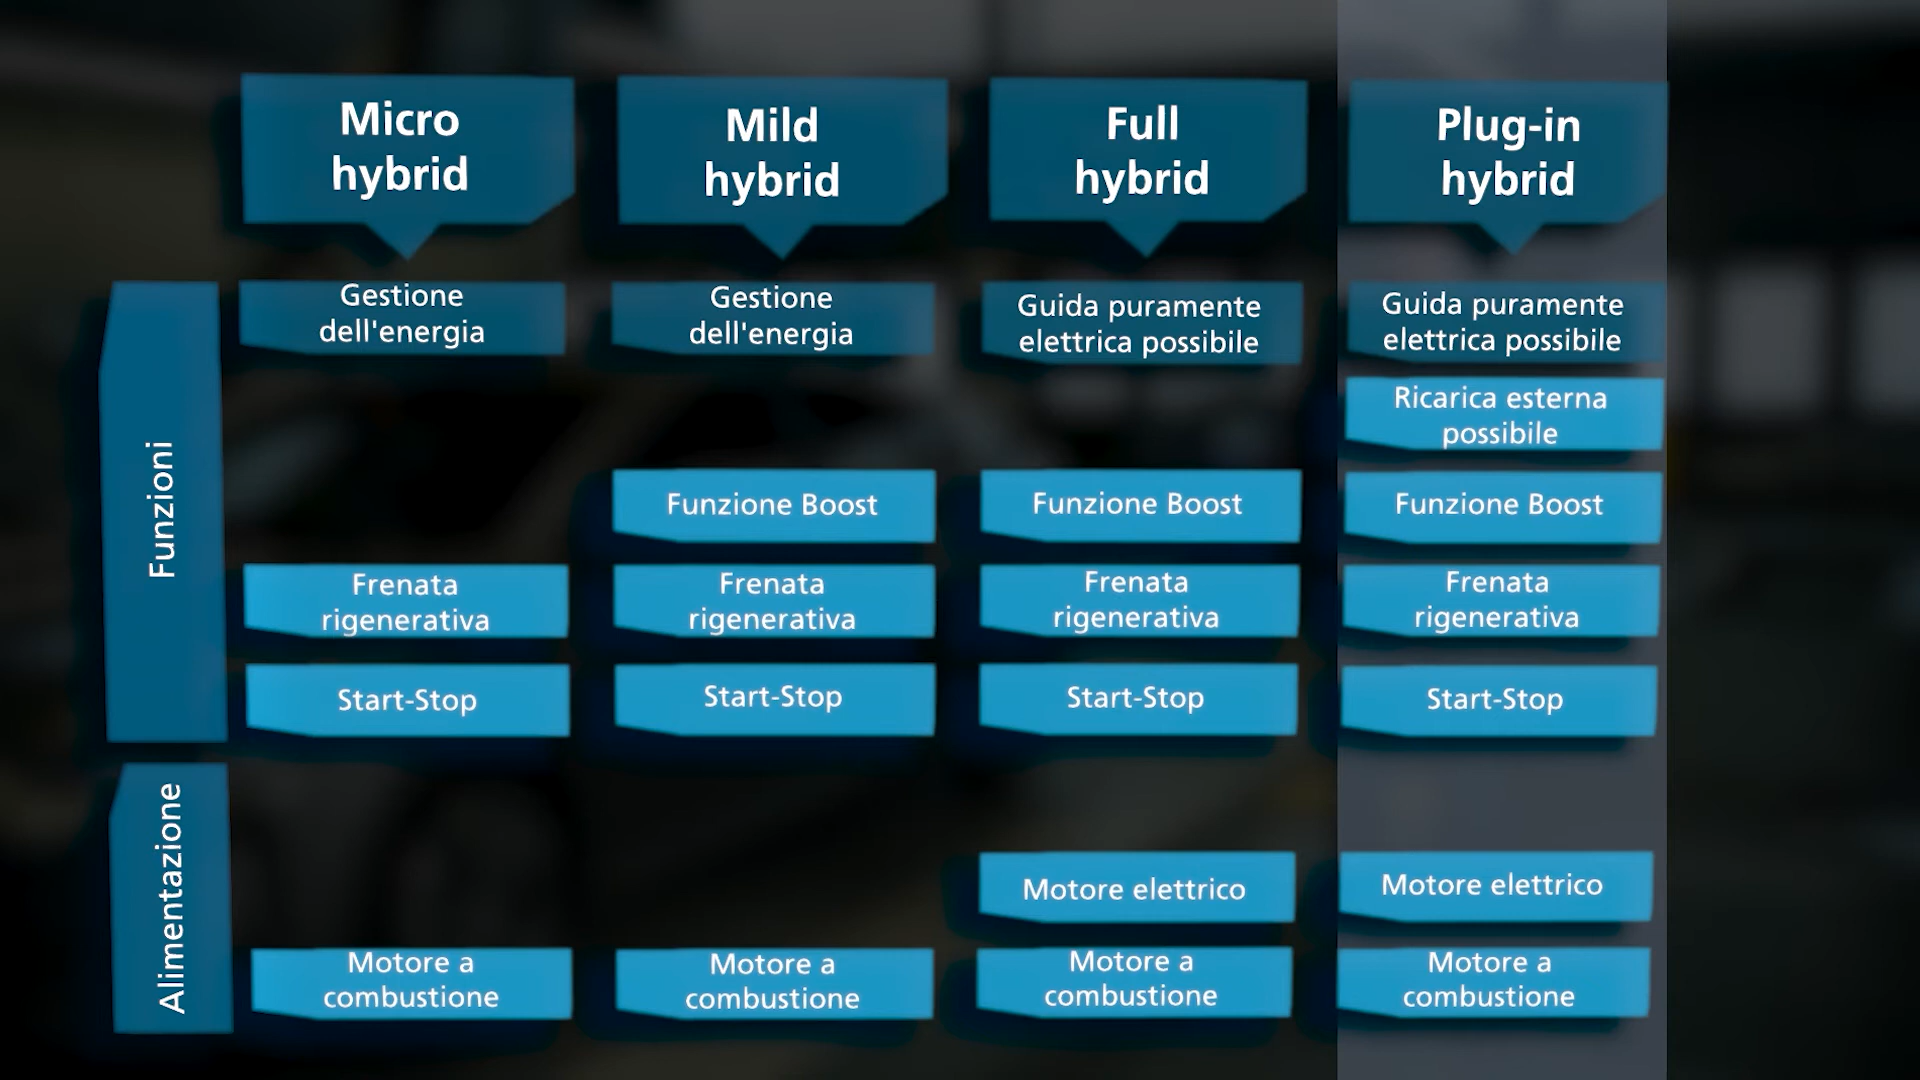 Micro
hybrid
Mild
hybrid
Full
hybrid
Plug-in
hybrid
Funzioni
Gestione
dell'energia
Gestione
dell'energia
Guida puramente
elettrica possibile
Guida puramente
elettrica possibile
Ricarica esterna
possibile
Funzione Boost
Funzione Boost
Funzione Boost
Frenata
rigenerativa
Frenata
rigenerativa
Frenata
rigenerativa
Frenata
rigenerativa
Start-Stop
Start-Stop
Start-Stop
Start-Stop
Alimentazione
Motore elettrico
Motore elettrico
Motore a
combustione
Motore a
combustione
Motore a
combustione
Motore a
combustione